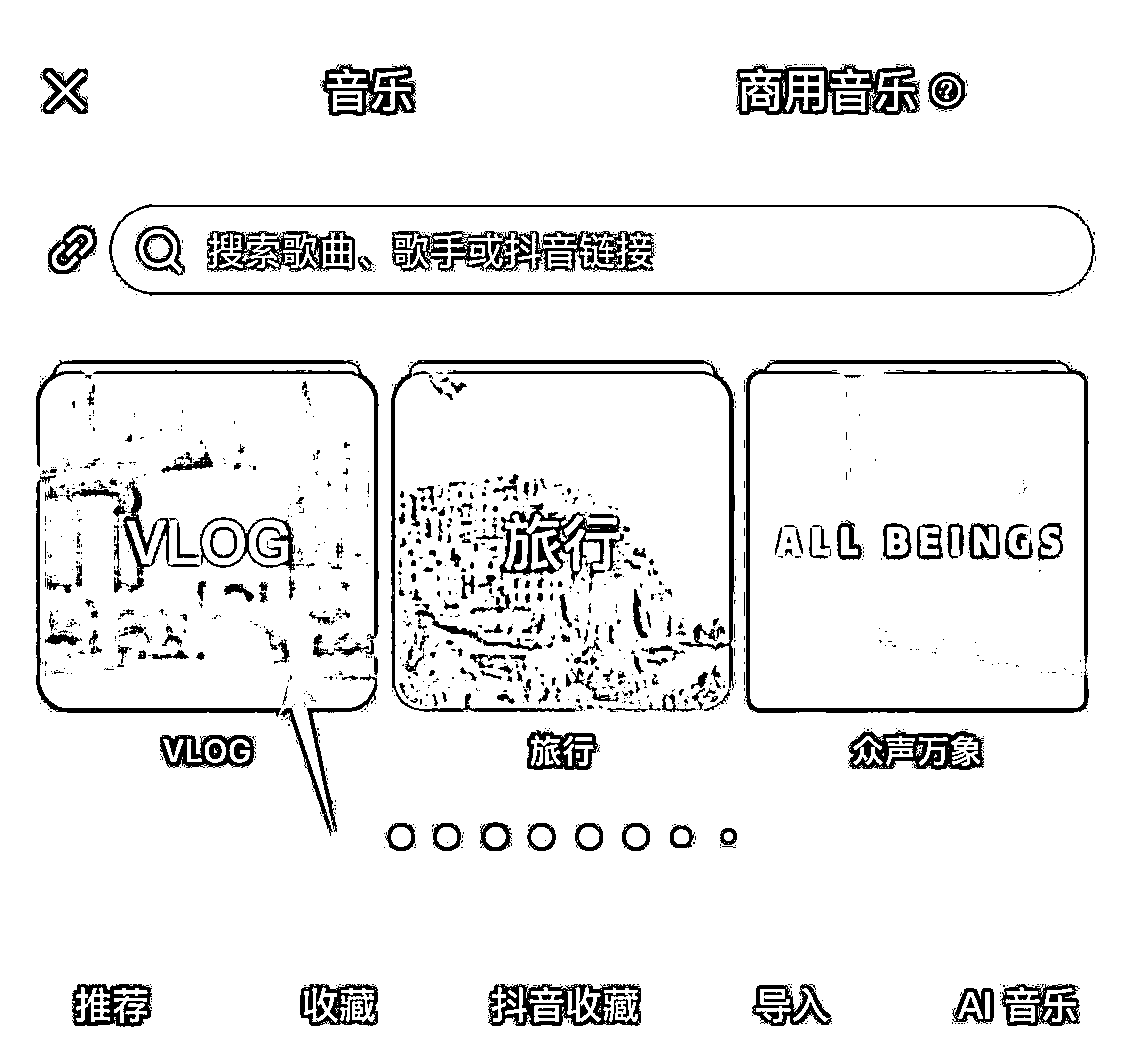 音乐 商用音乐 ?
搜索歌曲、歌手或抖音链接
VLOG 旅行 ALL BEINGS
VLOG 旅行 众声万象
推荐 收藏 抖音收藏 导入 AI 音乐